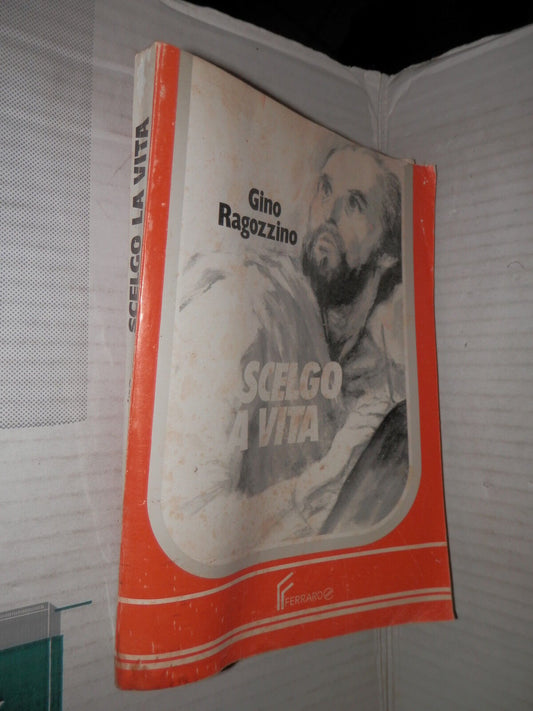 SCELGO LA VITA
Gino
Ragozzino
SCELGO
LA VITA
FERRARO